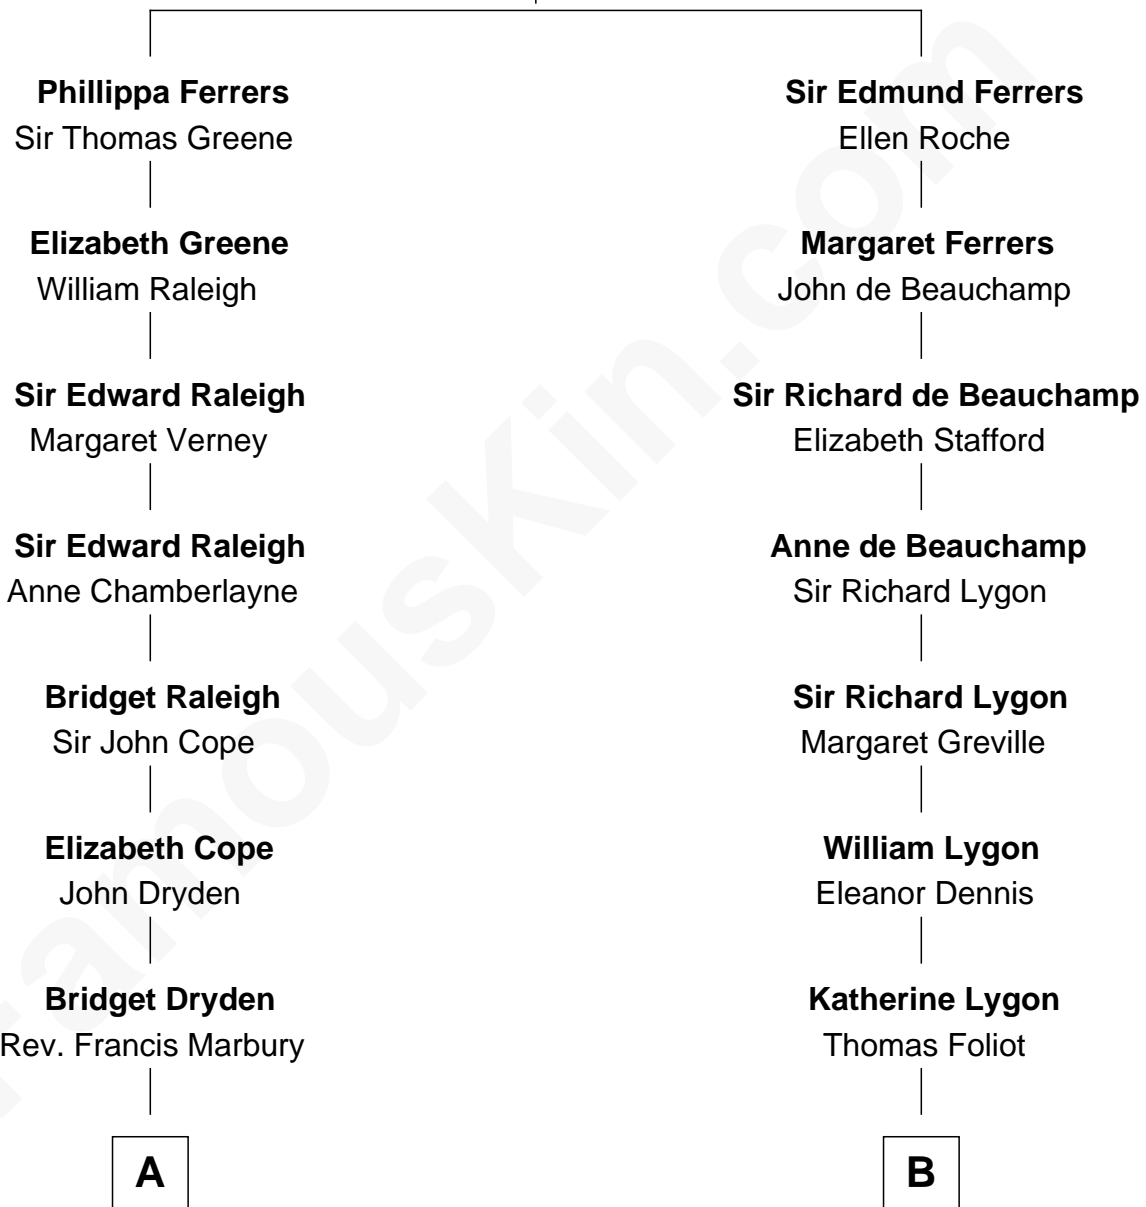 Phillippa Ferrers
Sir Thomas Greene
Elizabeth Greene
William Raleigh
Sir Edward Raleigh
Margaret Verney
Sir Edward Raleigh
Anne Chamberlayne
Bridget Raleigh
Sir John Cope
Elizabeth Cope
John Dryden
Bridget Dryden
Rev. Francis Marbury
A
Sir Edmund Ferrers
Ellen Roche
Margaret Ferrers
John de Beauchamp
Sir Richard de Beauchamp
Elizabeth Stafford
Anne de Beauchamp
Sir Richard Lygon
Sir Richard Lygon
Margaret Greville
William Lygon
Eleanor Dennis
Katherine Lygon
Thomas Foliot
B
FamousKin.com